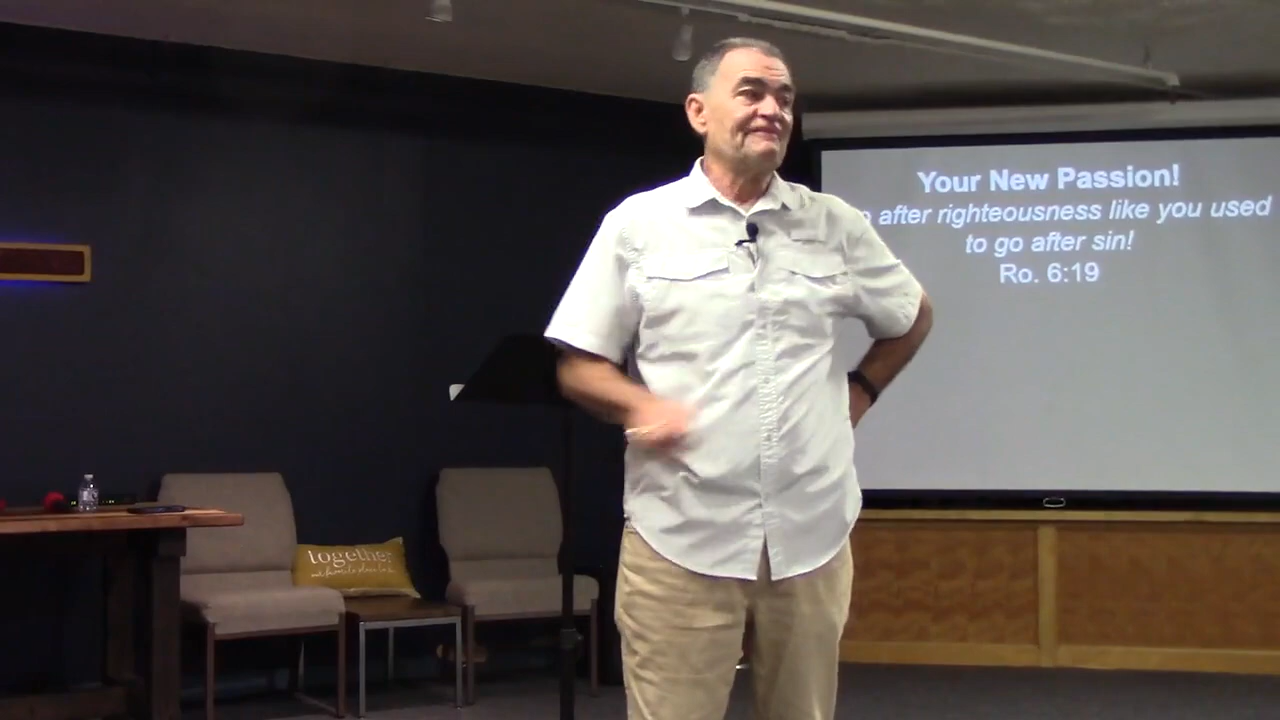 Your New Passion!
after righteousness like you used
to go after sin!
Ro. 6:19
together